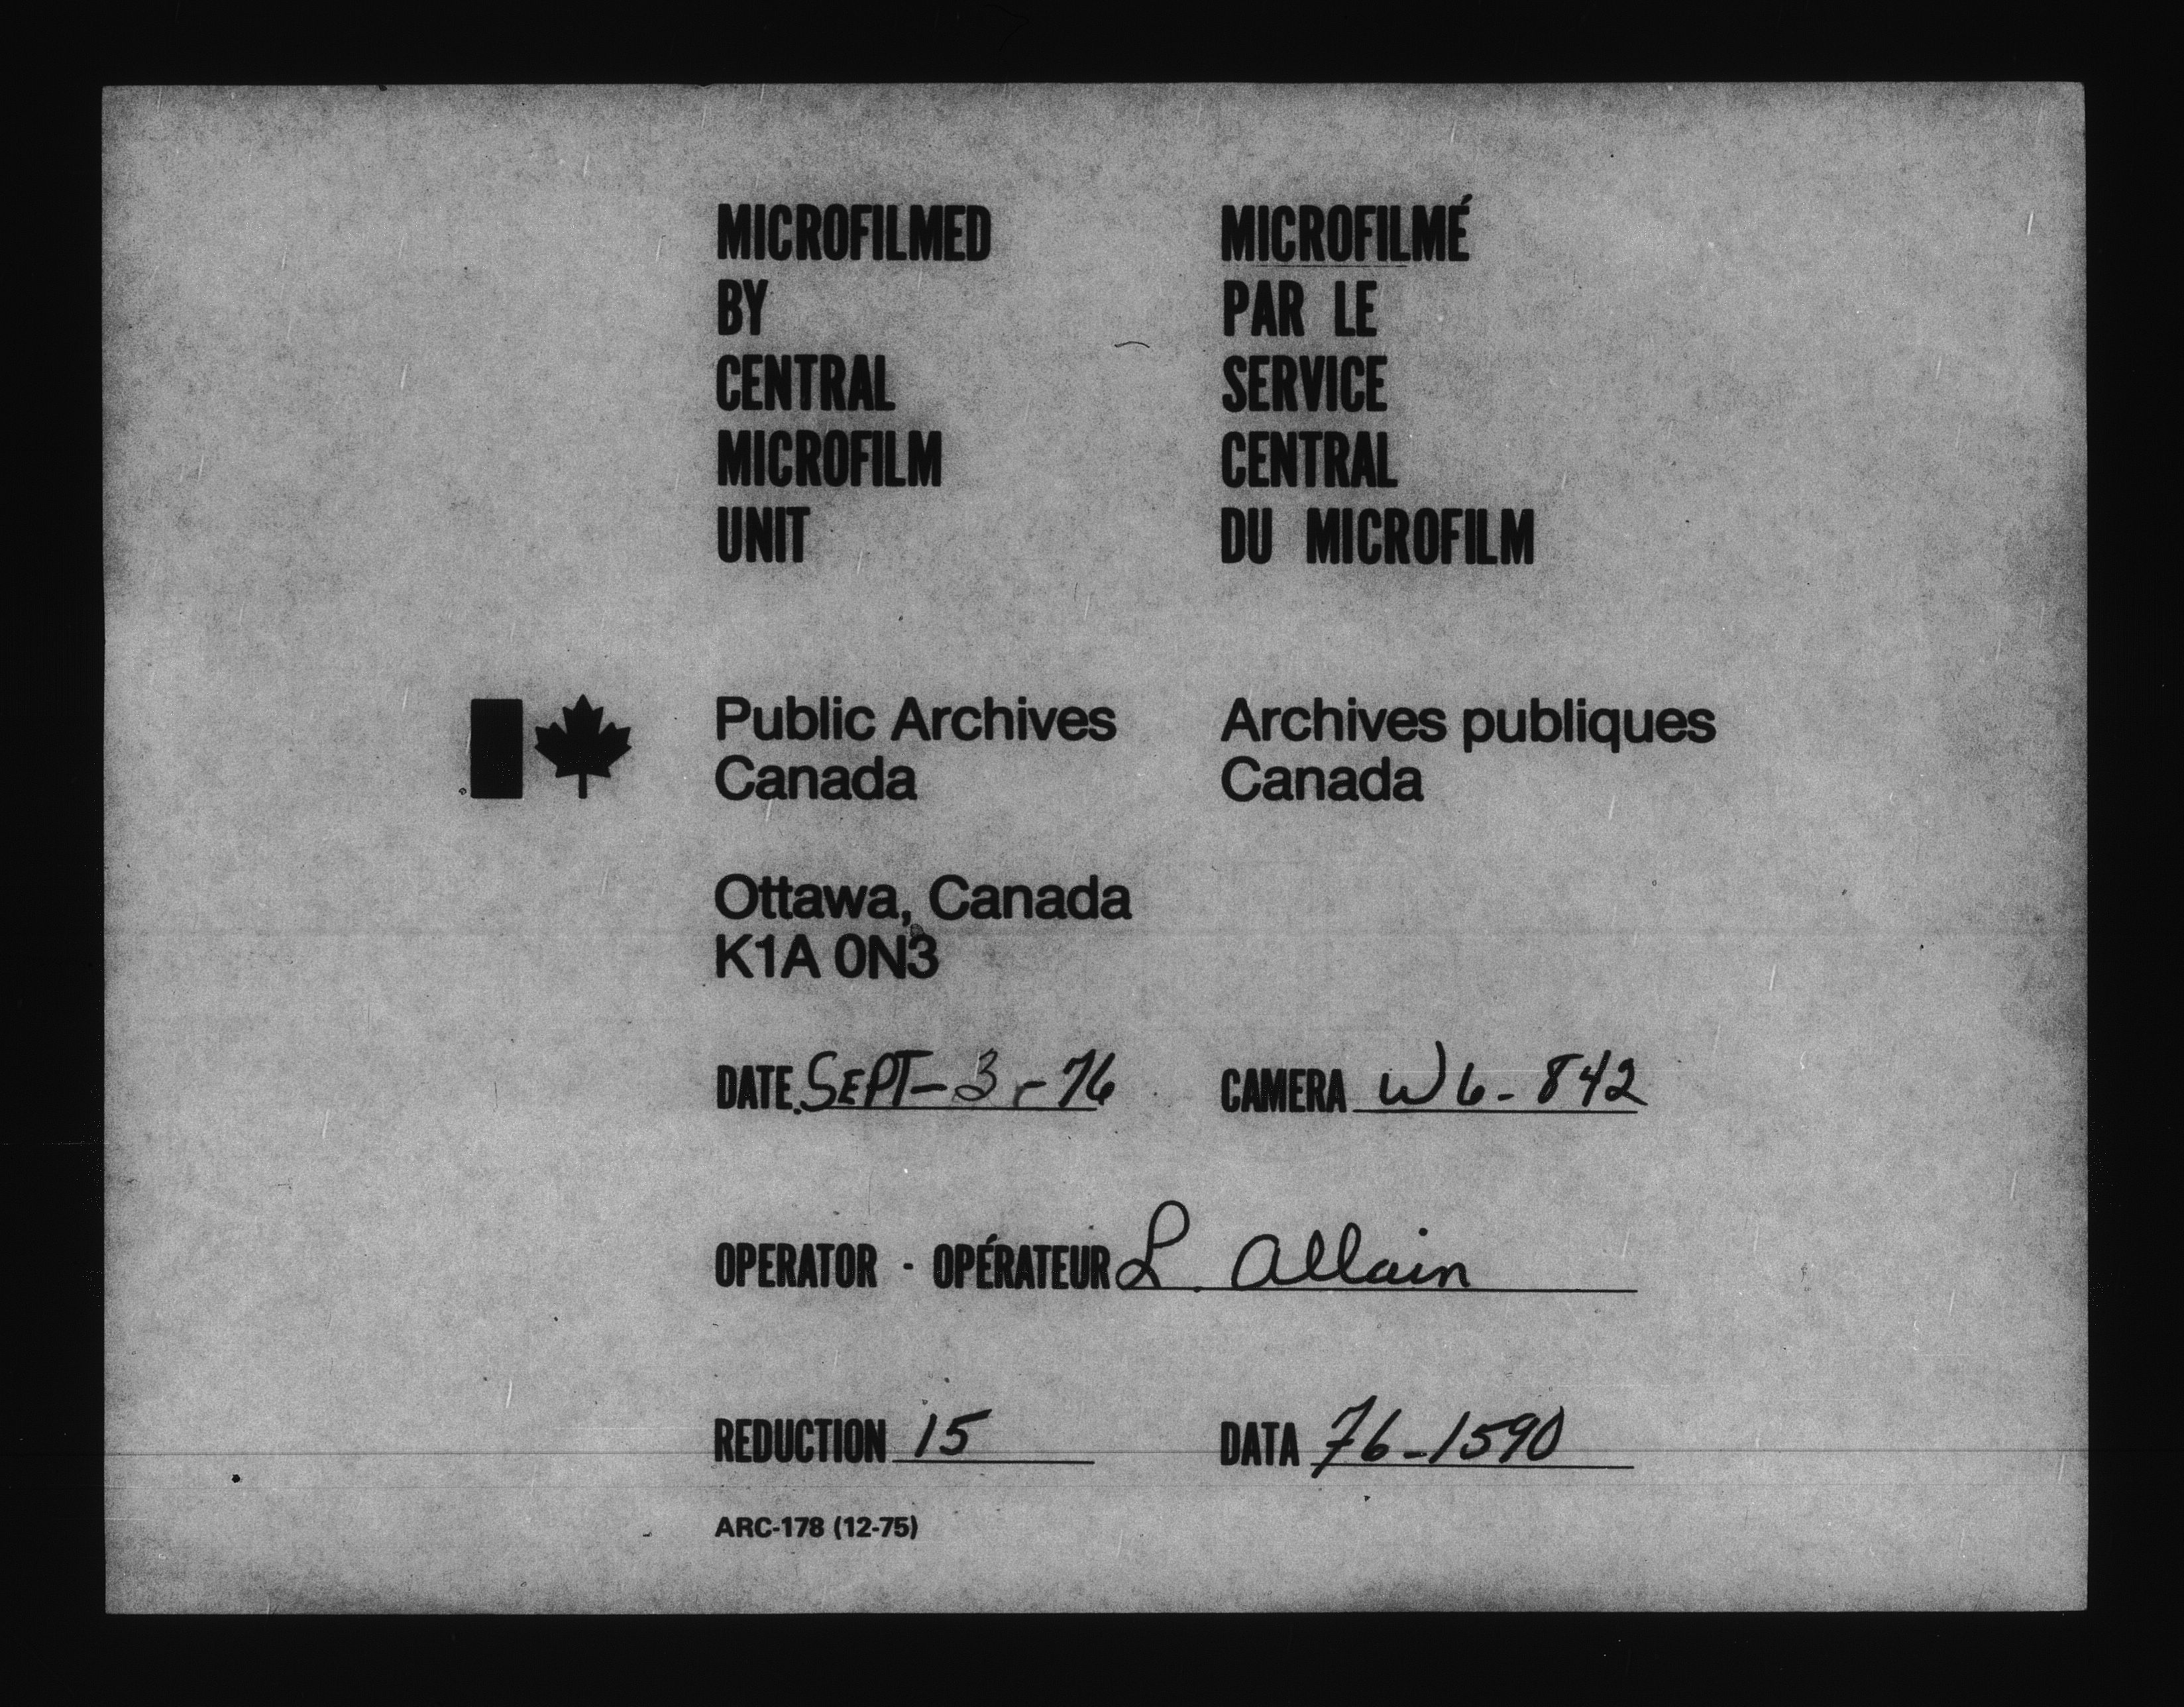 MICROFILMED
BY
CENTRAL
MICROFILM
UNIT
MICROFILMÉ
PAR LE
SERVICE
CENTRAL
DU MICROFILM
Public Archives
Canada
Archives publiques
Canada
Ottawa, Canada
K1A 0N3
DATE. SEPT-3-76
CAMERA W6-842
OPERATOR - OPÉRATEUR L. Allain
REDUCTION 15
DATA 76-1590
ARC-178 (12-75)